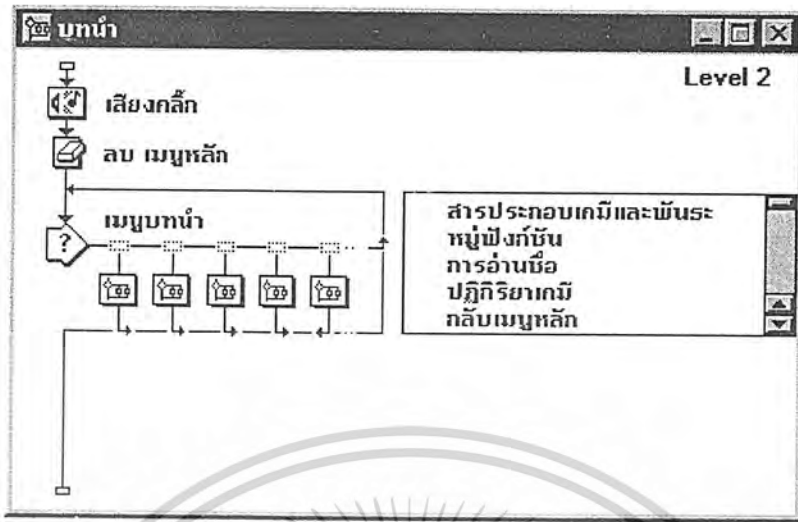 บทนำ
Level 2
เสียงคลิ๊ก
ลบ เมนูหลัก
เมนูบทนำ
?
สารประกอบเคมีและพันธะ
หมู่ฟังก์ชัน
การอ่านชื่อ
ปฏิกิริยาเคมี
กลับเมนูหลัก